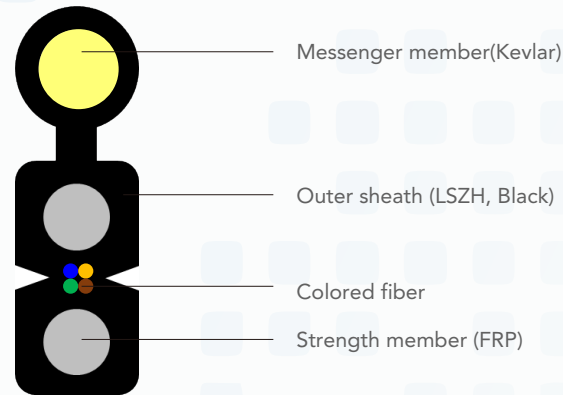 Messenger member(Kevlar)
Outer sheath (LSZH, Black)
Colored fiber
Strength member (FRP)